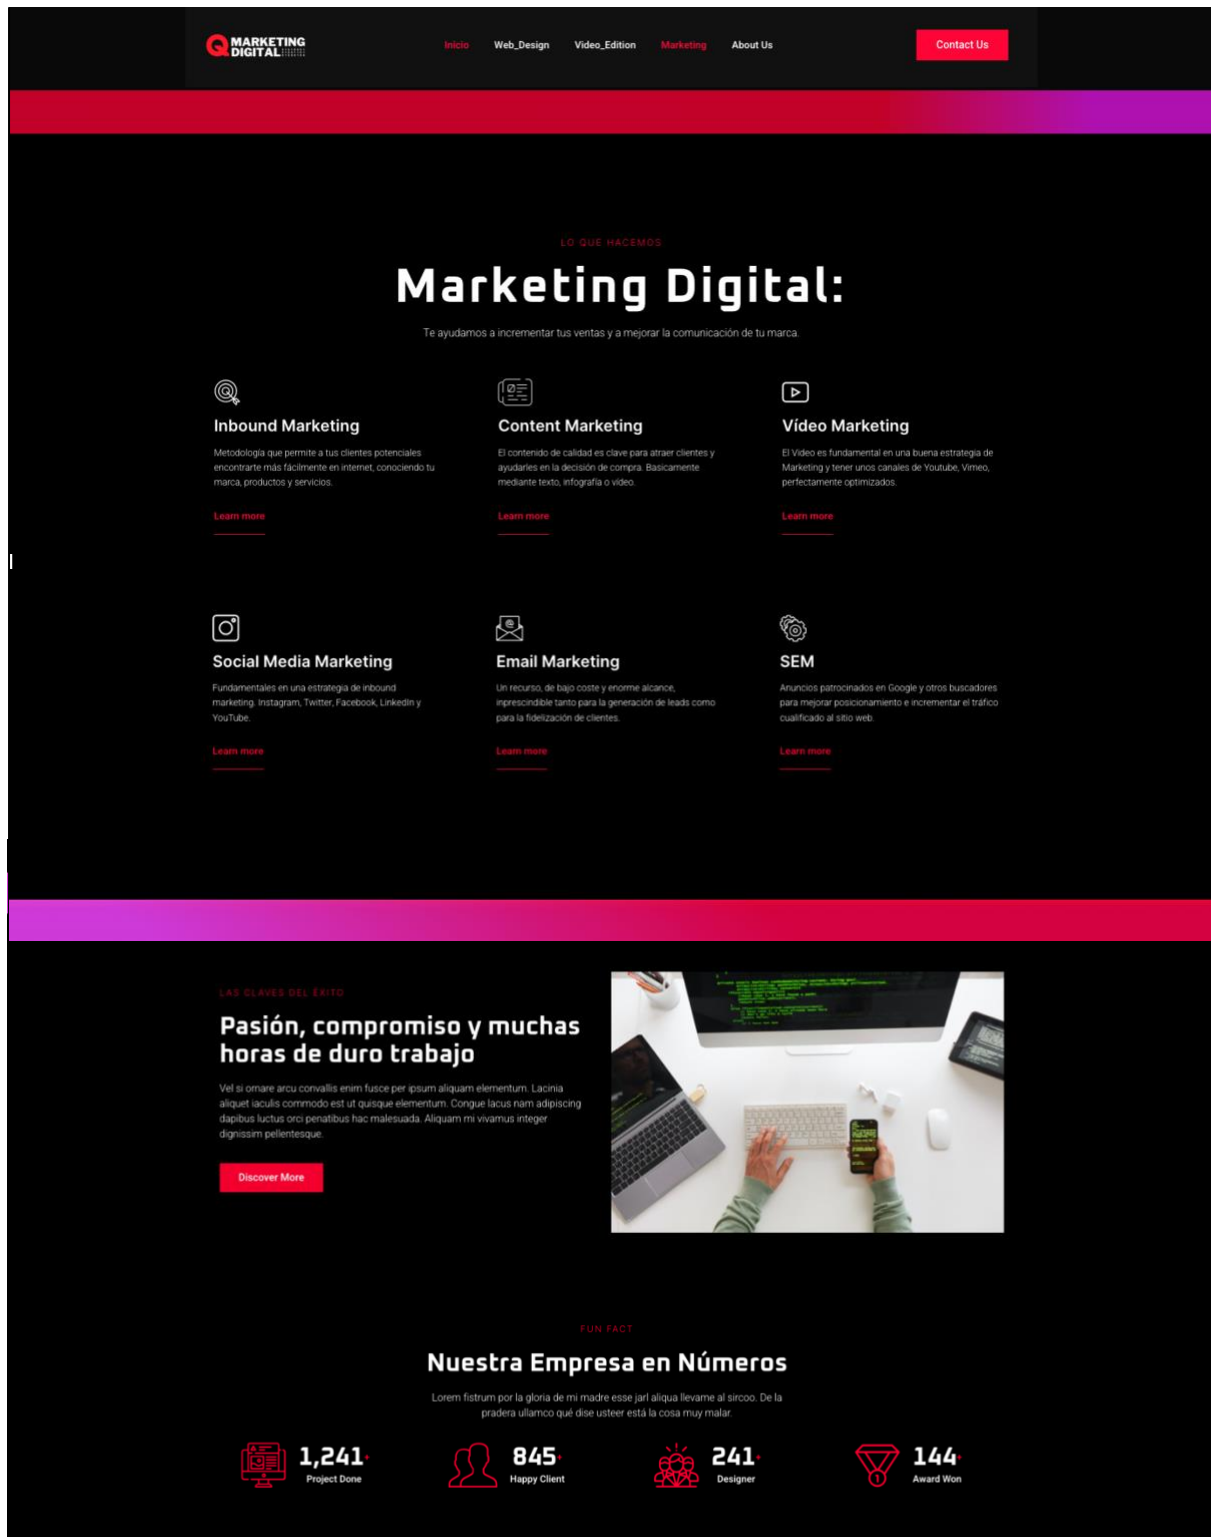 MARKETING
DIGITAL
Inicio
Web_Design
Video_Edition
Marketing
About Us
Contact Us
LO QUE HACEMOS
Marketing Digital:
Te ayudamos a incrementar tus ventas y a mejorar la comunicación de tu marca.
Inbound Marketing
Metodología que permite a tus clientes potenciales
encontrarte más fácilmente en internet, conociendo tu
marca, productos y servicios.
Learn more
Content Marketing
El contenido de calidad es clave para atraer clientes y
ayudarles en la decisión de compra. Basicamente
mediante texto, infografía o vídeo.
Learn more
Vídeo Marketing
El Video es fundamental en una buena estrategia de
Marketing y tener unos canales de Youtube, Vimeo,
perfectamente optimizados.
Learn more
Social Media Marketing
Fundamentales en una estrategia de inbound
marketing. Instagram, Twitter, Facebook, LinkedIn y
YouTube.
Learn more
Email Marketing
Un recurso, de bajo coste y enorme alcance,
inprescindible tanto para la generación de leads como
para la fidelización de clientes.
Learn more
SEM
Anuncios patrocinados en Google y otros buscadores
para mejorar posicionamiento e incrementar el tráfico
cualificado al sitio web.
Learn more
LAS CLAVES DEL ÉXITO
Pasión, compromiso y muchas
horas de duro trabajo
Vel si ornare arcu convallis enim fusce per ipsum aliquam elementum. Lacinia
aliquet iaculis commodo est ut quisque elementum. Congue lacus nam adipiscing
dapibus luctus orci penatibus hac malesuada. Aliquam mi vivamus integer
dignissim pellentesque.
Discover More
FUN FACT
Nuestra Empresa en Números
Lorem fistrum por la gloria de mi madre esse jarl aliqua llevame al sircoo. De la
pradera ullamco qué dise usteer está la cosa muy malar.
1,241+
Project Done
845+
Happy Client
241+
Designer
144+
Award Won